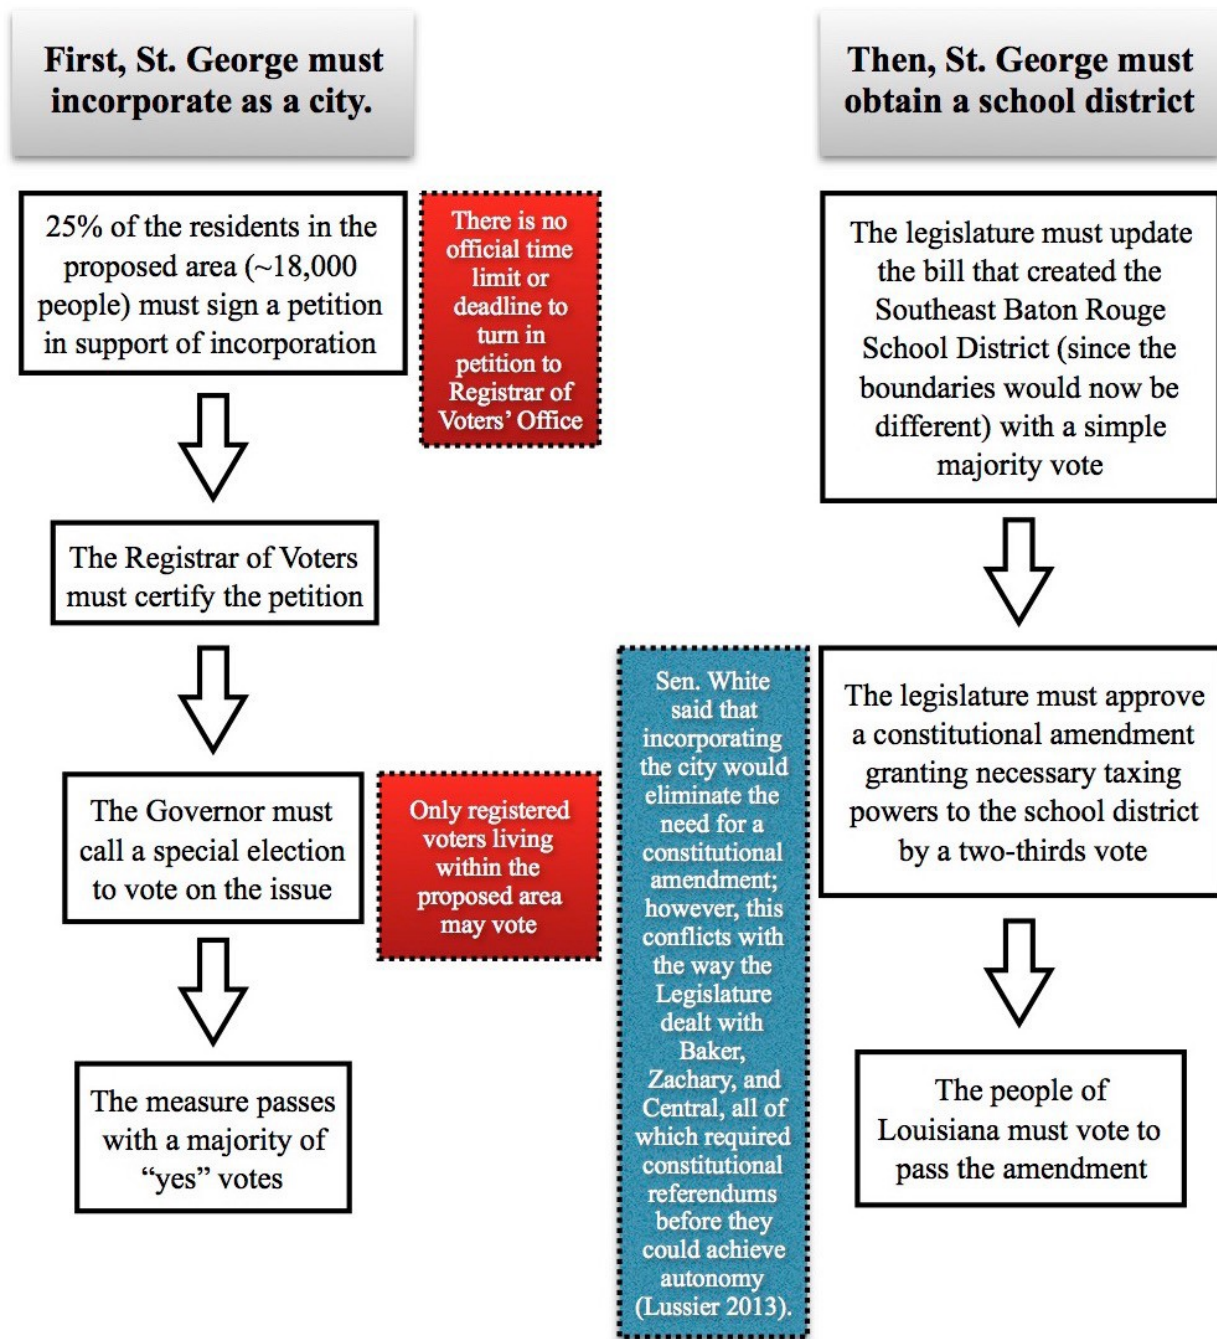 First, St. George must
incorporate as a city.
25% of the residents in the
proposed area (~18,000
people) must sign a petition
in support of incorporation
There is no
official time
limit or
deadline to
turn in
petition to
Registrar of
Voters’ Office
The Registrar of Voters
must certify the petition
The Governor must
call a special election
to vote on the issue
Only registered
voters living
within the
proposed area
may vote
The measure passes
with a majority of
“yes” votes
Then, St. George must
obtain a school district
The legislature must update
the bill that created the
Southeast Baton Rouge
School District (since the
boundaries would now be
different) with a simple
majority vote
Sen. White
said that
incorporating
the city would
eliminate the
need for a
constitutional
amendment;
however, this
conflicts with
the way the
Legislature
dealt with
Baker,
Zachary, and
Central, all of
which required
constitutional
referendums
before they
could achieve
autonomy
(Lussier 2013).
The legislature must approve
a constitutional amendment
granting necessary taxing
powers to the school district
by a two-thirds vote
The people of
Louisiana must vote to
pass the amendment